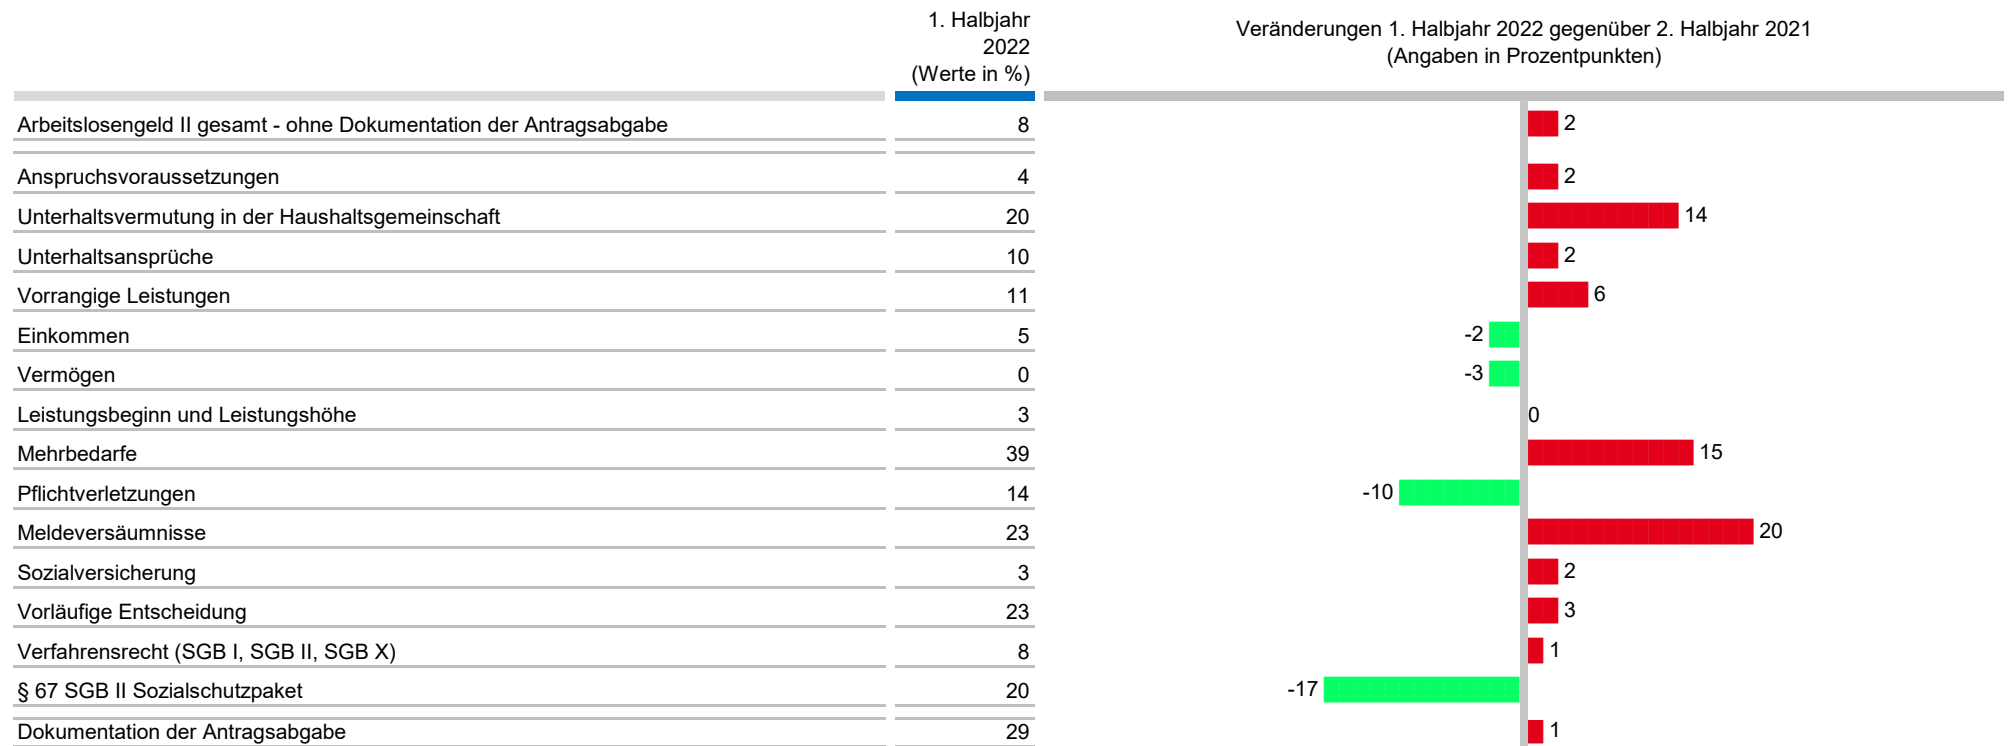 1. Halbjahr
2022
(Werte in %)
Veränderungen 1. Halbjahr 2022 gegenüber 2. Halbjahr 2021
(Angaben in Prozentpunkten)
Arbeitslosengeld II gesamt - ohne Dokumentation der Antragsabgabe 8 2
Anspruchsvoraussetzungen 4 2
Unterhaltsvermutung in der Haushaltsgemeinschaft 20 14
Unterhaltsansprüche 10 2
Vorrangige Leistungen 11 6
Einkommen 5 -2
Vermögen 0 -3
Leistungsbeginn und Leistungshöhe 3 0
Mehrbedarfe 39 15
Pflichtverletzungen 14 -10
Meldeversäumnisse 23 20
Sozialversicherung 3 2
Vorläufige Entscheidung 23 3
Verfahrensrecht (SGB I, SGB II, SGB X) 8 1
§ 67 SGB II Sozialschutzpaket 20 -17
Dokumentation der Antragsabgabe 29 1